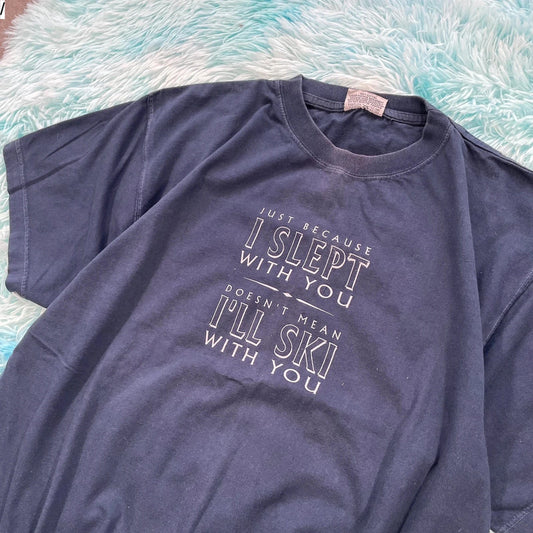 JUST BECAUSE
I SLEPT
WITH YOU
DOESN'T MEAN
I'LL SKI
WITH YOU